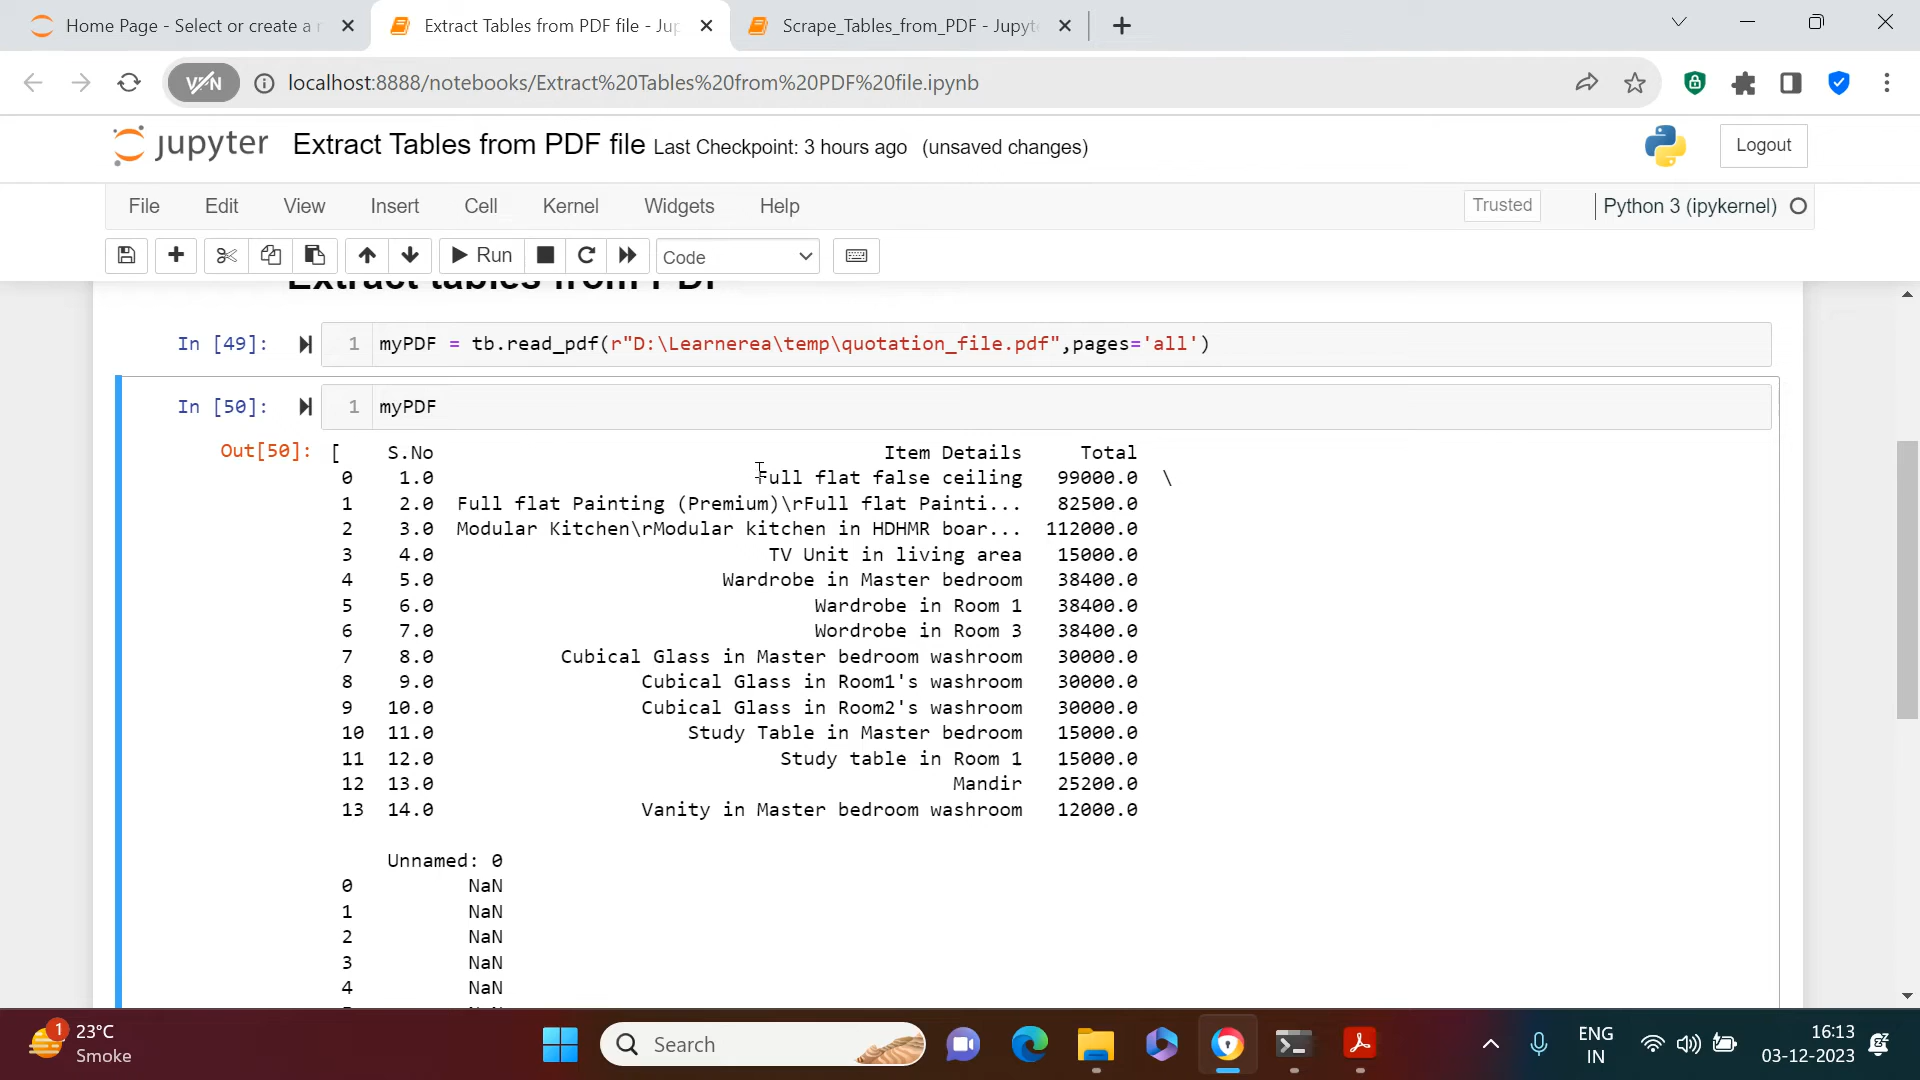 Home Page - Select or create a n
Extract Tables from PDF file - Jup
Scrape_Tables_from_PDF - Jupyte
VPN
localhost:8888/notebooks/Extract%20Tables%20from%20PDF%20file.ipynb
jupyter Extract Tables from PDF file Last Checkpoint: 3 hours ago (unsaved changes)
Logout
File Edit View Insert Cell Kernel Widgets Help
Trusted
Python 3 (ipykernel)
Run
Code
Extract tables from PDF
In [49]: 1 myPDF = tb.read_pdf(r"D:\Learnerea\temp\quotation_file.pdf",pages='all')
In [50]: 1 myPDF
Out[50]: [ S.No Item Details Total
0 1.0 Full flat false ceiling 99000.0 \
1 2.0 Full flat Painting (Premium)\rFull flat Painti... 82500.0
2 3.0 Modular Kitchen\rModular kitchen in HDHMR boar... 112000.0
3 4.0 TV Unit in living area 15000.0
4 5.0 Wardrobe in Master bedroom 38400.0
5 6.0 Wardrobe in Room 1 38400.0
6 7.0 Wordrobe in Room 3 38400.0
7 8.0 Cubical Glass in Master bedroom washroom 30000.0
8 9.0 Cubical Glass in Room1's washroom 30000.0
9 10.0 Cubical Glass in Room2's washroom 30000.0
10 11.0 Study Table in Master bedroom 15000.0
11 12.0 Study table in Room 1 15000.0
12 13.0 Mandir 25200.0
13 14.0 Vanity in Master bedroom washroom 12000.0
Unnamed: 0
0 NaN
1 NaN
2 NaN
3 NaN
4 NaN
1
23°C
Smoke
Search
ENG
IN
16:13
03-12-2023